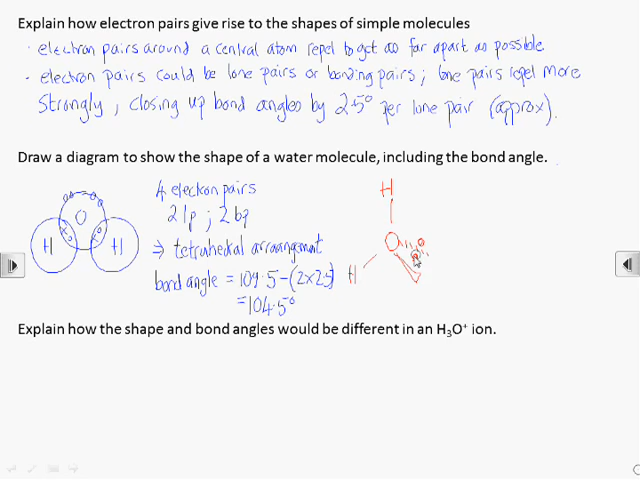 Explain how electron pairs give rise to the shapes of simple molecules
· electron pairs around a central atom repel to get as far apart as possible
· electron pairs could be lone pairs or bonding pairs; lone pairs repel more
strongly, closing up bond angles by 2.5° per lone pair (approx).
Draw a diagram to show the shape of a water molecule, including the bond angle.
4 electron pairs
2 lp ; 2 bp
⇒ tetrahedral arrangement
bond angle = 109.5 - (2x2.5)
= 104.5°
O
H
H
H
O
H
Explain how the shape and bond angles would be different in an H₃O⁺ ion.